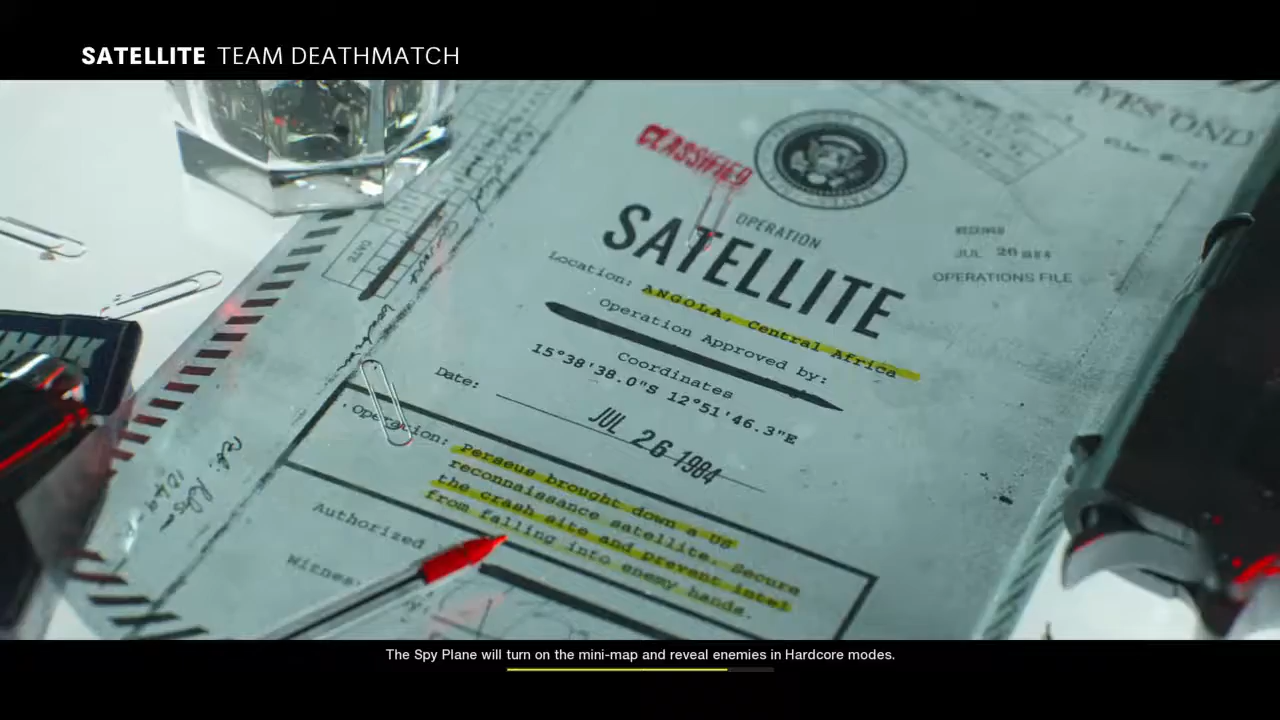 SATELLITE TEAM DEATHMATCH
CLASSIFIED
OPERATION
SATELLITE
Location: ANGOLA, Central Africa
Operation Approved by:
Coordinates
15°38'38.0"S 12°51'46.3"E
Date:
JUL 26 1984
Operation: Perseus brought down a US
reconnaissance satellite. Secure
the crash site and prevent intel
from falling into enemy hands.
Authorized
JUL 26
OPERATIONS FILE
DATE
The Spy Plane will turn on the mini-map and reveal enemies in Hardcore modes.